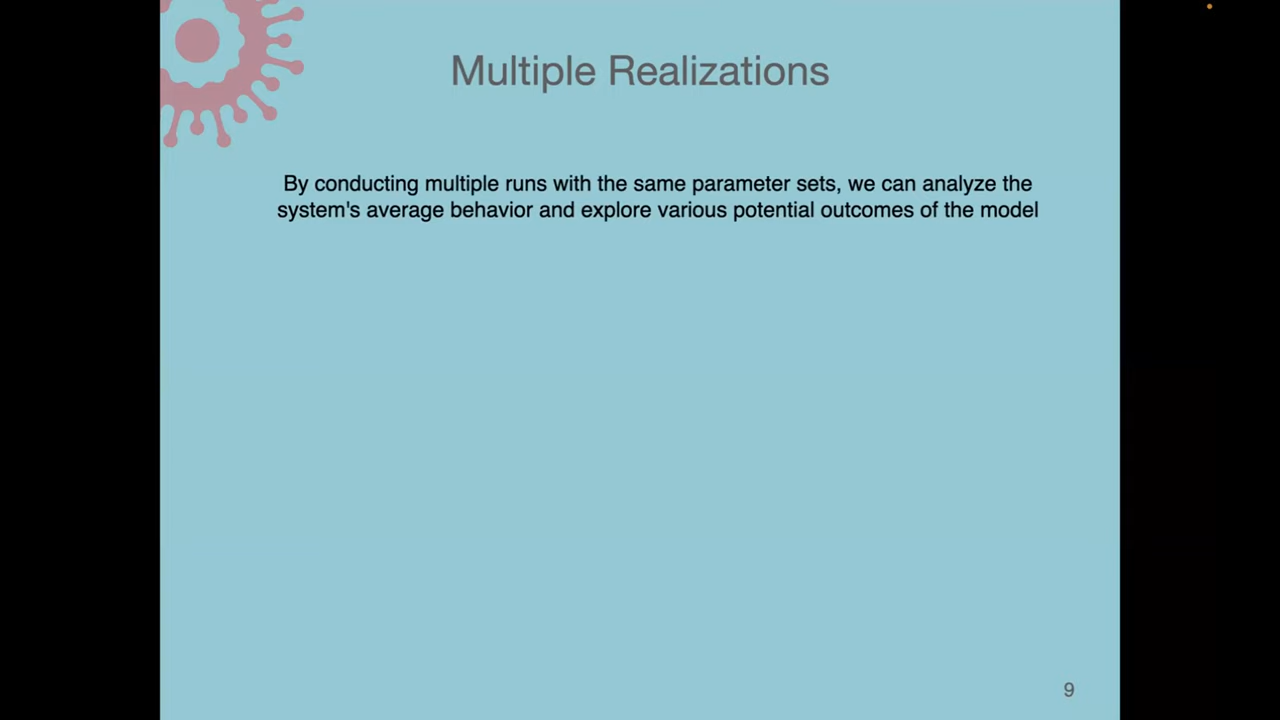 Multiple Realizations
By conducting multiple runs with the same parameter sets, we can analyze the
system's average behavior and explore various potential outcomes of the model
9